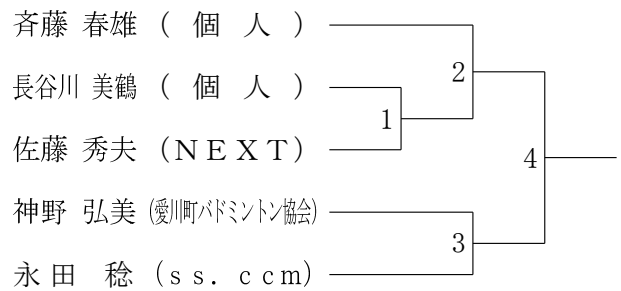 斉藤 春雄 ( 個 人 )
長谷川 美鶴 ( 個 人 )
佐藤 秀夫 (NEXT)
神野 弘美 (愛川町バドミントン協会)
永田 稔 (ss. ccm)
1
2
3
4